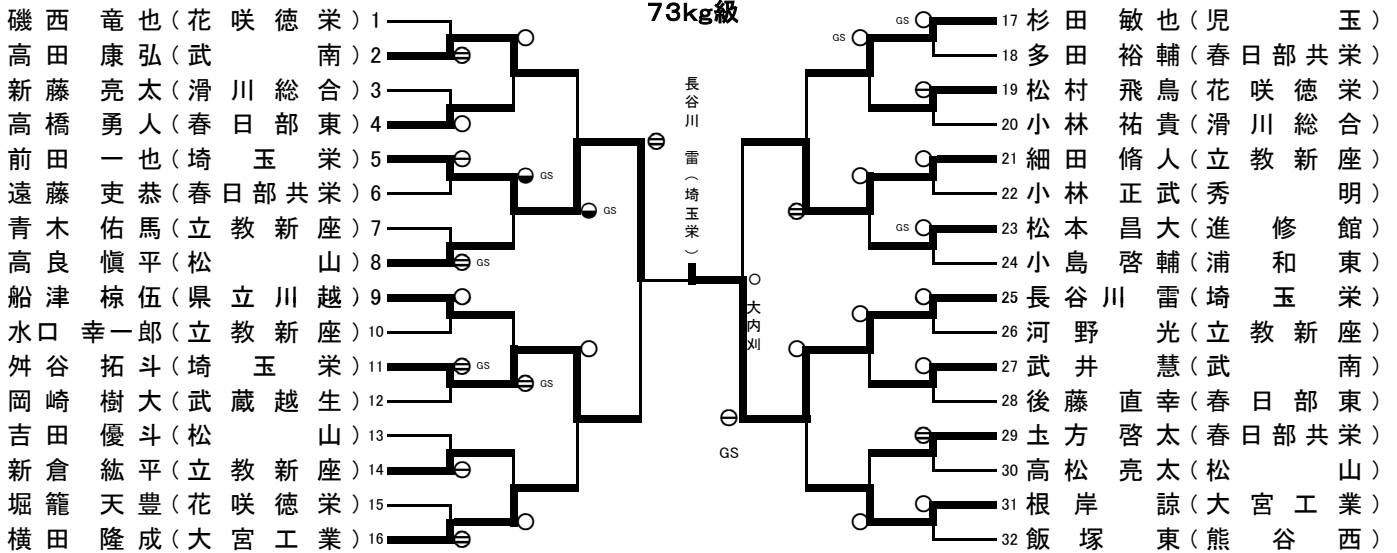 73kg級
磯西竜也(花咲徳栄) 1
高田康弘(武南) 2
新藤亮太(滑川総合) 3
高橋勇人(春日部東) 4
前田一也(埼玉栄) 5
遠藤吏恭(春日部共栄) 6
青木佑馬(立教新座) 7
高良愼平(松山) 8
船津椋伍(県立川越) 9
水口幸一郎(立教新座) 10
舛谷拓斗(埼玉栄) 11
岡崎樹大(武蔵越生) 12
吉田優斗(松山) 13
新倉紘平(立教新座) 14
堀籠天豊(花咲徳栄) 15
横田隆成(大宮工業) 16
GS
GS
GS
GS
GS
長谷川雷(埼玉栄)
大内刈
GS
GS
GS
GS
17 杉田敏也(児玉)
18 多田裕輔(春日部共栄)
19 松村飛鳥(花咲徳栄)
20 小林祐貴(滑川総合)
21 細田脩人(立教新座)
22 小林正武(秀明)
23 松本昌大(進修館)
24 小島啓輔(浦和東)
25 長谷川雷(埼玉栄)
26 河野光(立教新座)
27 武井慧(武南)
28 後藤直幸(春日部東)
29 圡方啓太(春日部共栄)
30 高松亮太(松山)
31 根岸諒(大宮工業)
32 飯塚東(熊谷西)